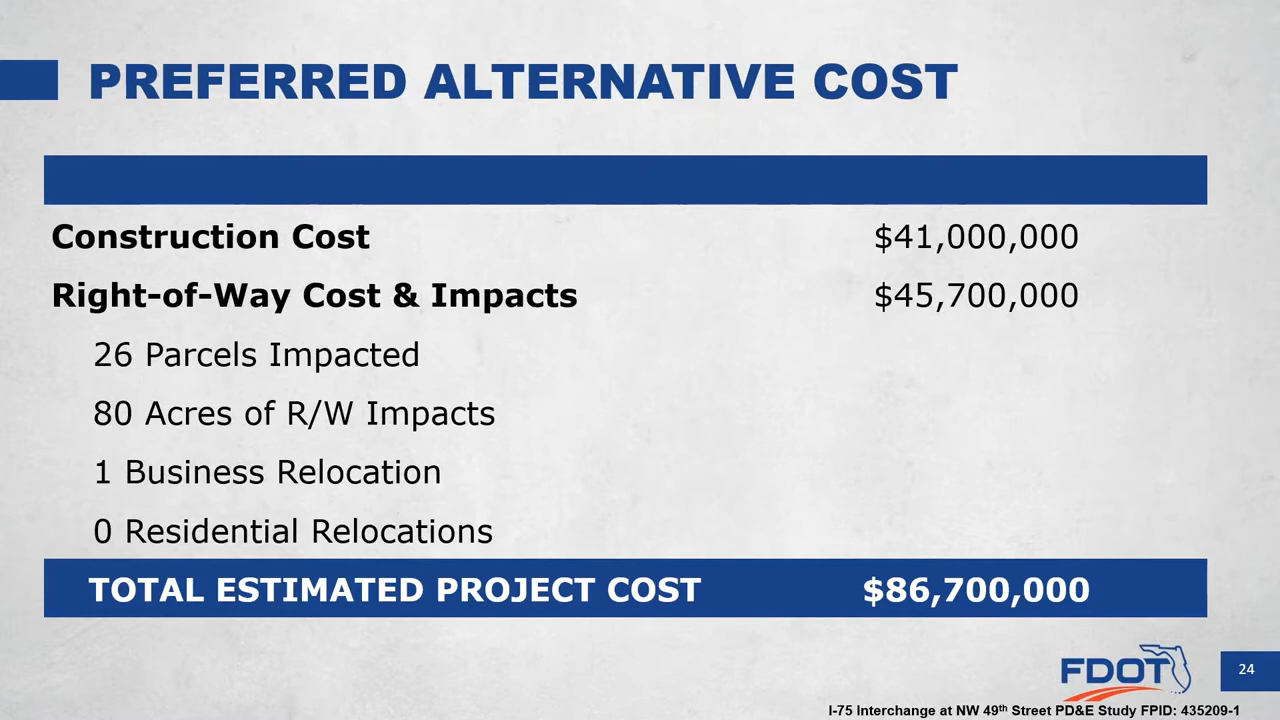 PREFERRED ALTERNATIVE COST
Construction Cost $41,000,000
Right-of-Way Cost & Impacts $45,700,000
26 Parcels Impacted
80 Acres of R/W Impacts
1 Business Relocation
0 Residential Relocations
TOTAL ESTIMATED PROJECT COST $86,700,000
FDOT
24
I-75 Interchange at NW 49th Street PD&E Study FPID: 435209-1